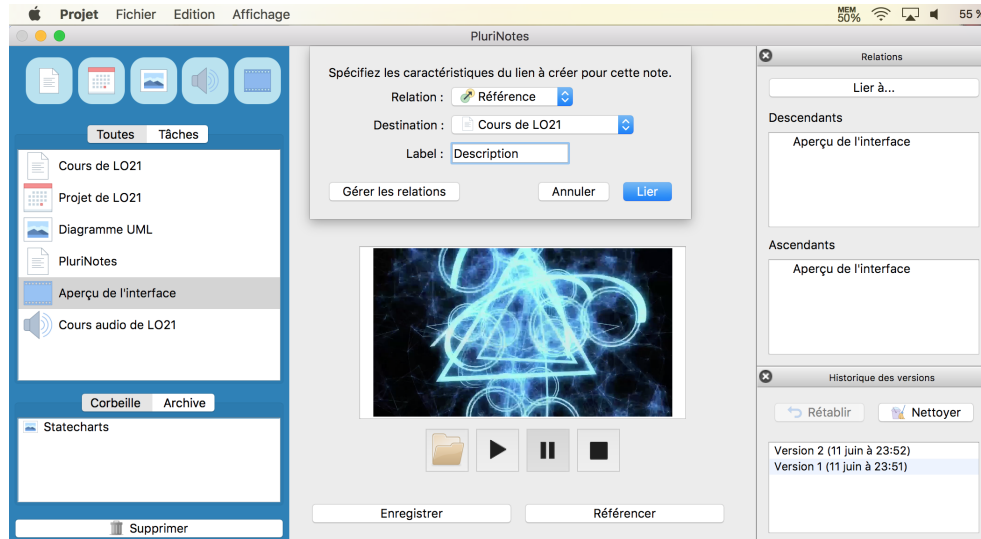 Projet Fichier Edition Affichage MEM 50% 55 %
PluriNotes
Toutes Tâches
Cours de LO21
Projet de LO21
Diagramme UML
PluriNotes
Aperçu de l'interface
Cours audio de LO21
Corbeille Archive
Statecharts
Supprimer
Spécifiez les caractéristiques du lien à créer pour cette note.
Relation : Référence
Destination : Cours de LO21
Label : Description
Gérer les relations Annuler Lier
Enregistrer Référencer
Relations
Lier à...
Descendants
Aperçu de l'interface
Ascendants
Aperçu de l'interface
Historique des versions
Rétablir Nettoyer
Version 2 (11 juin à 23:52)
Version 1 (11 juin à 23:51)